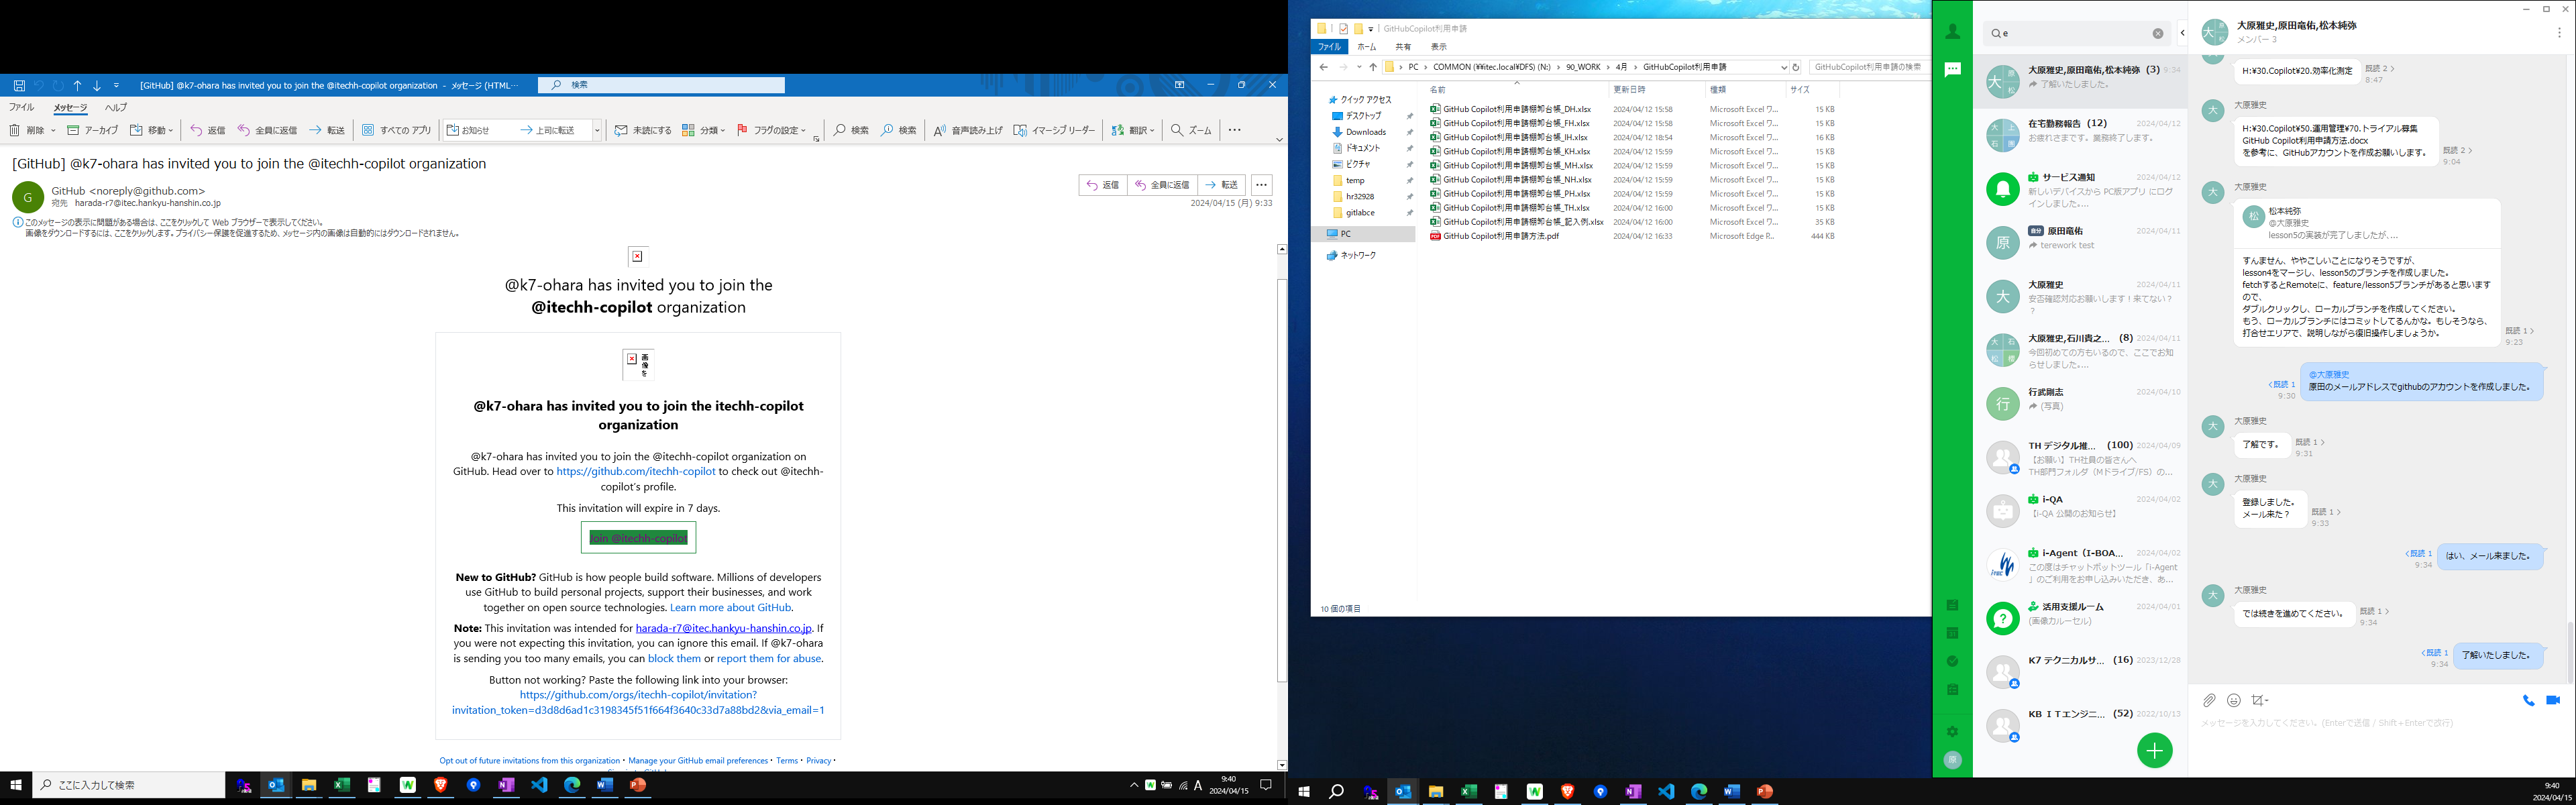 [GitHub] @k7-ohara has invited you to join the @itechh-copilot organization - メッセージ (HTML…
検索
ファイル メッセージ ヘルプ
削除 アーカイブ 移動 返信 全員に返信 転送 すべての アプリ お知らせ 上司に転送 未読にする 分類 フラグの設定 検索 検索 音声読み上げ イマーシブ リーダー 翻訳 ズーム
[GitHub] @k7-ohara has invited you to join the @itechh-copilot organization
G
GitHub <noreply@github.com>
宛先 harada-r7@itec.hankyu-hanshin.co.jp
返信 全員に返信 転送
2024/04/15 (月) 9:33
このメッセージの表示に問題がある場合は、ここをクリックして Web ブラウザーで表示してください。
画像をダウンロードするには、ここをクリックします。プライバシー保護を促進するため、メッセージ内の画像は自動的にはダウンロードされません。
@k7-ohara has invited you to join the
@itechh-copilot organization
画像を
@k7-ohara has invited you to join the itechh-copilot
organization
@k7-ohara has invited you to join the @itechh-copilot organization on
GitHub. Head over to https://github.com/itechh-copilot to check out @itechh-
copilot's profile.
This invitation will expire in 7 days.
Join @itechh-copilot
New to GitHub? GitHub is how people build software. Millions of developers
use GitHub to build personal projects, support their businesses, and work
together on open source technologies. Learn more about GitHub.
Note: This invitation was intended for harada-r7@itec.hankyu-hanshin.co.jp. If
you were not expecting this invitation, you can ignore this email. If @k7-ohara
is sending you too many emails, you can block them or report them for abuse.
Button not working? Paste the following link into your browser:
https://github.com/orgs/itechh-copilot/invitation?
invitation_token=d3d8d6ad1c3198345f51f664f3640c33d7a88bd2&via_email=1
Opt out of future invitations from this organization · Manage your GitHub email preferences · Terms · Privacy ·
ここに入力して検索
A
9:40
2024/04/15
GitHubCopilot利用申請
ファイル ホーム 共有 表示
PC > COMMON (¥¥itec.local¥DFS) (N:) > 90_WORK > 4月 > GitHubCopilot利用申請
GitHubCopilot利用申請の検索
クイック アクセス
デスクトップ
Downloads
ドキュメント
ピクチャ
temp
hr32928
gitlabce
PC
ネットワーク
名前 更新日時 種類 サイズ
GitHub Copilot利用申請棚卸台帳_DH.xlsx 2024/04/12 15:58 Microsoft Excel ワ... 15 KB
GitHub Copilot利用申請棚卸台帳_FH.xlsx 2024/04/12 15:58 Microsoft Excel ワ... 15 KB
GitHub Copilot利用申請棚卸台帳_IH.xlsx 2024/04/12 18:54 Microsoft Excel ワ... 16 KB
GitHub Copilot利用申請棚卸台帳_KH.xlsx 2024/04/12 15:59 Microsoft Excel ワ... 15 KB
GitHub Copilot利用申請棚卸台帳_MH.xlsx 2024/04/12 15:59 Microsoft Excel ワ... 15 KB
GitHub Copilot利用申請棚卸台帳_NH.xlsx 2024/04/12 15:59 Microsoft Excel ワ... 15 KB
GitHub Copilot利用申請棚卸台帳_PH.xlsx 2024/04/12 15:59 Microsoft Excel ワ... 15 KB
GitHub Copilot利用申請棚卸台帳_TH.xlsx 2024/04/12 16:00 Microsoft Excel ワ... 15 KB
GitHub Copilot利用申請棚卸台帳_記入例.xlsx 2024/04/12 16:00 Microsoft Excel ワ... 35 KB
GitHub Copilot利用申請方法.pdf 2024/04/12 16:33 Microsoft Edge P... 444 KB
10 個の項目
e
大原雅史,原田竜佑,松本純弥 (3) 9:34
了解いたしました。
在宅勤務報告 (12) 2024/04/12
お疲れさまです。業務終了します。
サービス通知 2024/04/12
新しいデバイスから PC版アプリ にログ
インしました。...
自分 原田竜佑 2024/04/11
terework test
大原雅史 2024/04/11
安否確認対応お願いします！来てない？
？
大原雅史,石川貴之... (8) 2024/04/11
今回初めての方もいるので、ここでお知
らせしました。...
行武剛志 2024/04/11
(写真)
TH デジタル推... (100) 2024/04/09
【お願い】TH社員の皆さんへ
TH部門フォルダ（Mドライブ/FS）の...
i-QA 2024/04/02
【i-QA 公開のお知らせ】
i-Agent（I-BOA... 2024/04/02
この度はチャットボットツール「i-Agent
」のご利用をお申し込みいただき、あ...
活用支援ルーム 2024/04/01
(画像カルーセル)
K7 テクニカルサ... (16) 2023/12/28
KB ＩＴエンジニ... (52) 2022/10/13
大原雅史,原田竜佑,松本純弥
メンバー 3
H:¥30.Copilot¥20.効率化測定
既読 2
8:47
大原雅史
H:¥30.Copilot¥50.運用管理¥70.トライアル募集
GitHub Copilot利用申請方法.docx
を参考に、GitHubアカウントを作成お願いします。
既読 2
9:04
大原雅史
松本純弥
@大原雅史
lesson5の実装が完了しましたが、...
すんません、ややこしいことになりそうですが、
lesson4をマージし、lesson5のブランチを作成しました。
fetchするとRemoteに、feature/lesson5ブランチがあると思います
ので、
ダブルクリックし、ローカルブランチを作成してください。
もう、ローカルブランチにはコミットしてるんかな。もしそうなら、
打合せエリアで、説明しながら復旧操作しましょうか。
既読 1
9:23
@大原雅史
原田のメールアドレスでgithubのアカウントを作成しました。
既読 1
9:30
大原雅史
了解です。
既読 1
9:31
大原雅史
登録しました。
メール来た？
既読 1
9:33
はい、メール来ました。
既読 1
9:34
大原雅史
では続きを進めてください。
既読 1
9:34
了解いたしました。
既読 1
9:34
メッセージを入力してください。(Enterで送信 / Shift + Enterで改行)
9:40
2024/04/15